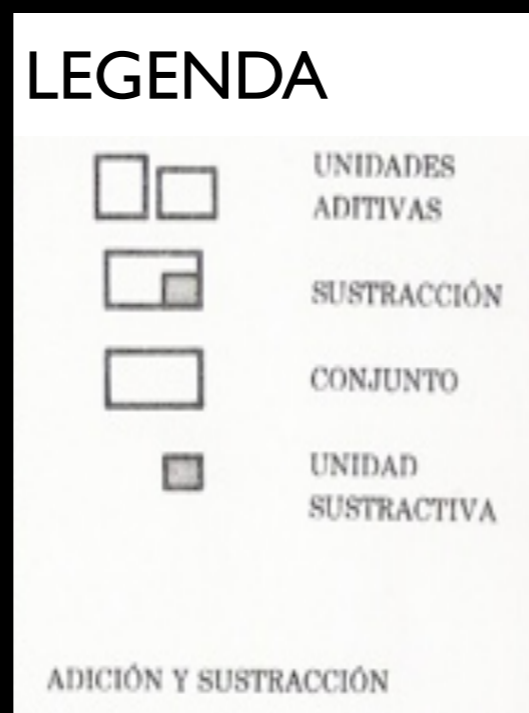 LEGENDA
UNIDADES
ADITIVAS
SUSTRACCIÓN
CONJUNTO
UNIDAD
SUSTRACTIVA
ADICIÓN Y SUSTRACCIÓN